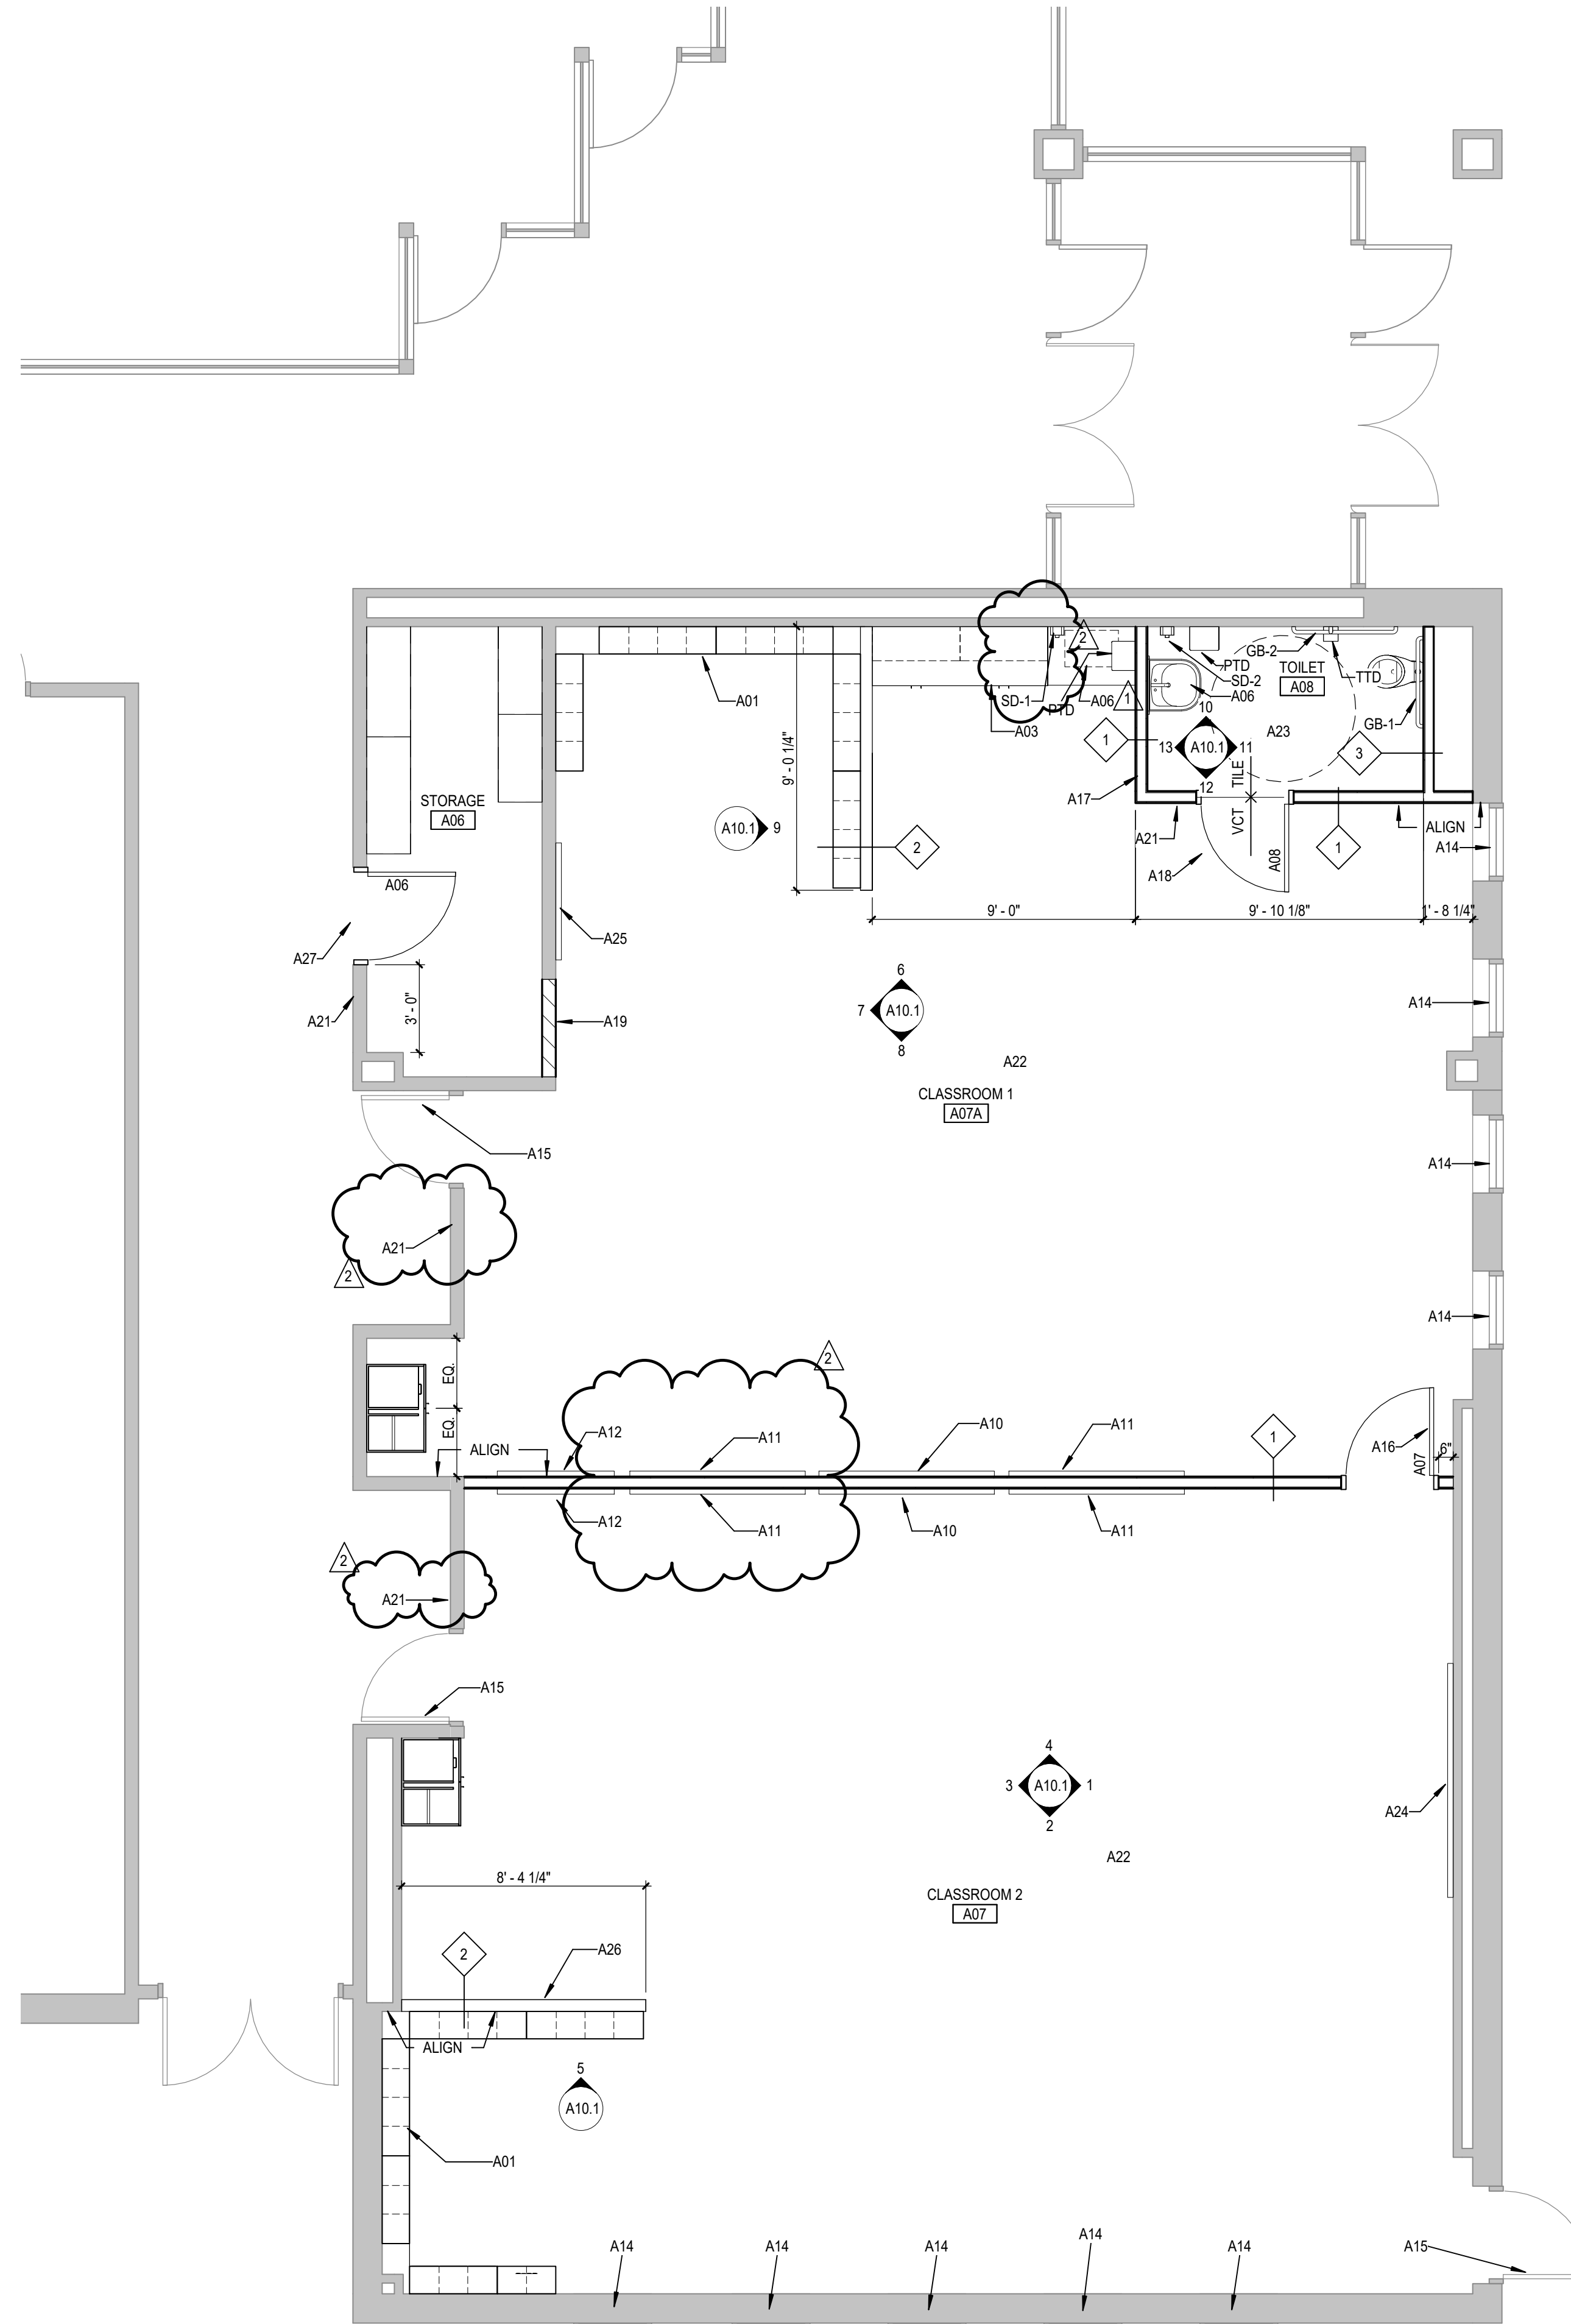 2
GB-2
PTD
TOILET
A08
TTD
SD-2
A01
SD-1
A06
1
A06
PTD
10
GB-1
A03
A23
1
13
A10.1
11
3
9' - 0 1/4"
TILE
12
STORAGE
A06
A17
VCT
A10.1
9
2
A21
ALIGN
A14
1
A08
A18
A06
9' - 0"
9' - 10 1/8"
1' - 8 1/4"
A25
A27
6
A14
3' - 0"
7
A10.1
A21
A19
8
A22
CLASSROOM 1
A07A
A15
A14
A21
2
A14
2
EQ.
EQ.
A12
A11
A10
A11
1
A16
6"
ALIGN
A07
A12
A11
A10
A11
2
A21
A15
4
3
A10.1
1
A24
2
A22
8' - 4 1/4"
CLASSROOM 2
A07
2
A26
ALIGN
5
A10.1
A01
A14
A14
A14
A14
A14
A15